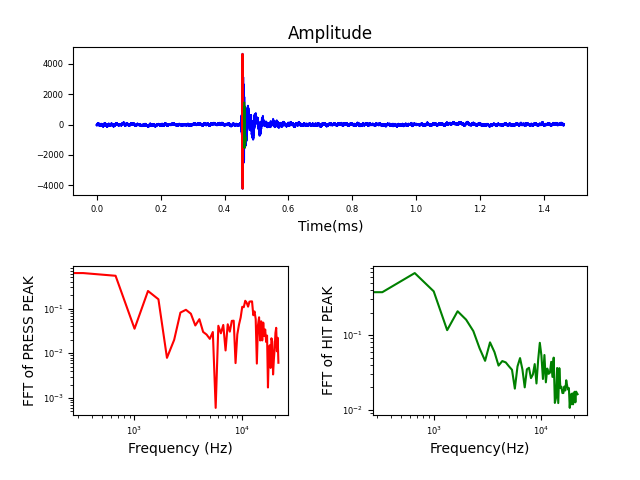 Amplitude
4000
2000
0
−2000
−4000
0.0 0.2 0.4 0.6 0.8 1.0 1.2 1.4
Time(ms)
FFT of PRESS PEAK
10⁻¹
10⁻²
10⁻³
10³ 10⁴
Frequency (Hz)
FFT of HIT PEAK
10⁻¹
10⁻²
10³ 10⁴
Frequency(Hz)